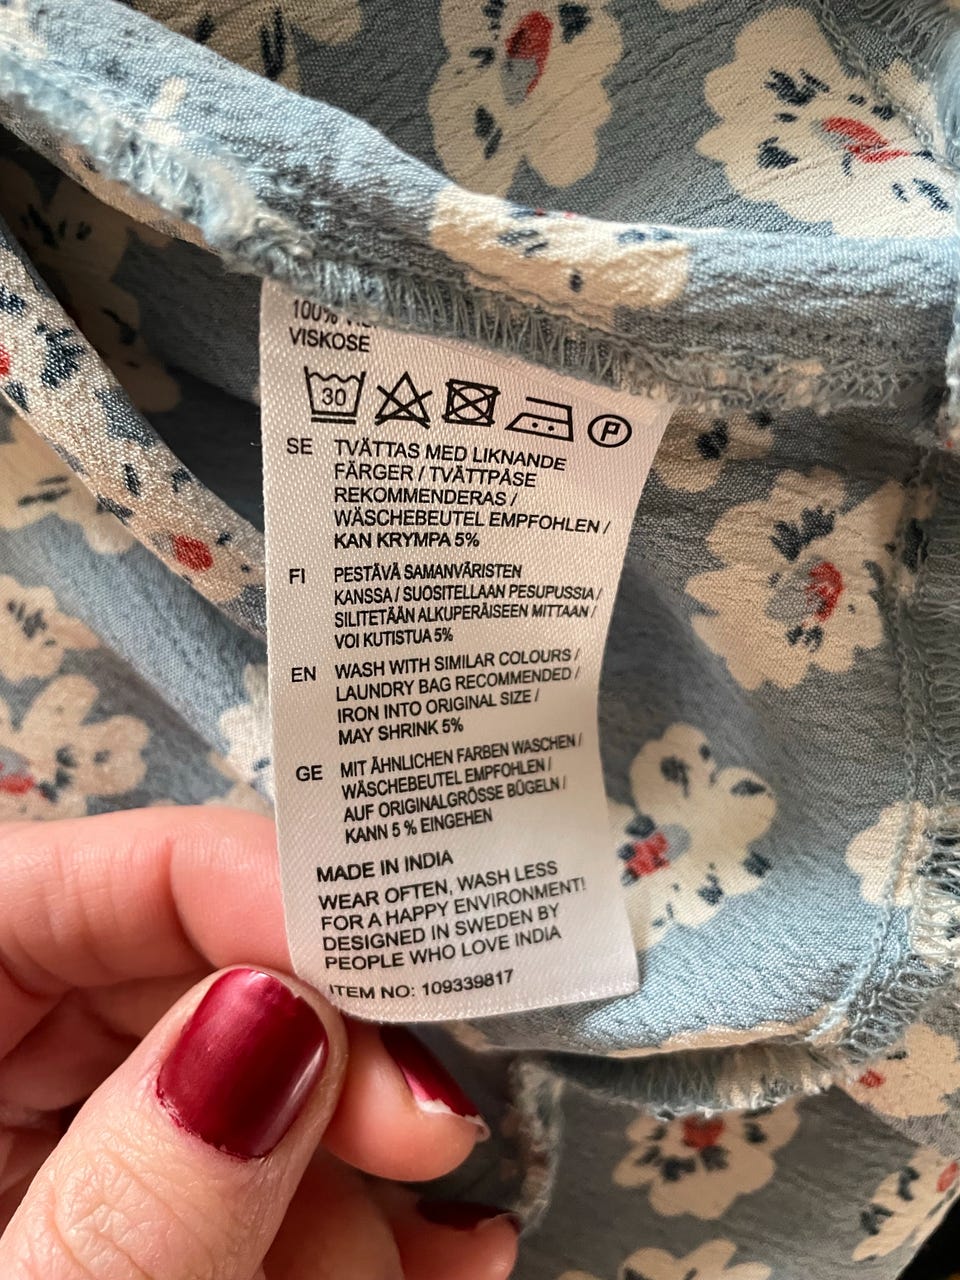 100%
VISKOSE
30
P
SE TVÄTTAS MED LIKNANDE
FÄRGER / TVÄTTPÅSE
REKOMMENDERAS /
WÄSCHEBEUTEL EMPFOHLEN /
KAN KRYMPA 5%
FI PESTÄVÄ SAMANVÄRISTEN
KANSSA / SUOSITELLAAN PESUPUSSIA /
SILITETÄÄN ALKUPERÄISEEN MITTAAN /
VOI KUTISTUA 5%
EN WASH WITH SIMILAR COLOURS /
LAUNDRY BAG RECOMMENDED /
IRON INTO ORIGINAL SIZE /
MAY SHRINK 5%
GE MIT ÄHNLICHEN FARBEN WASCHEN /
WÄSCHEBEUTEL EMPFOHLEN /
AUF ORIGINALGRÖSSE BÜGELN /
KANN 5 % EINGEHEN
MADE IN INDIA
WEAR OFTEN, WASH LESS
FOR A HAPPY ENVIRONMENT!
DESIGNED IN SWEDEN BY
PEOPLE WHO LOVE INDIA
ITEM NO: 109339817